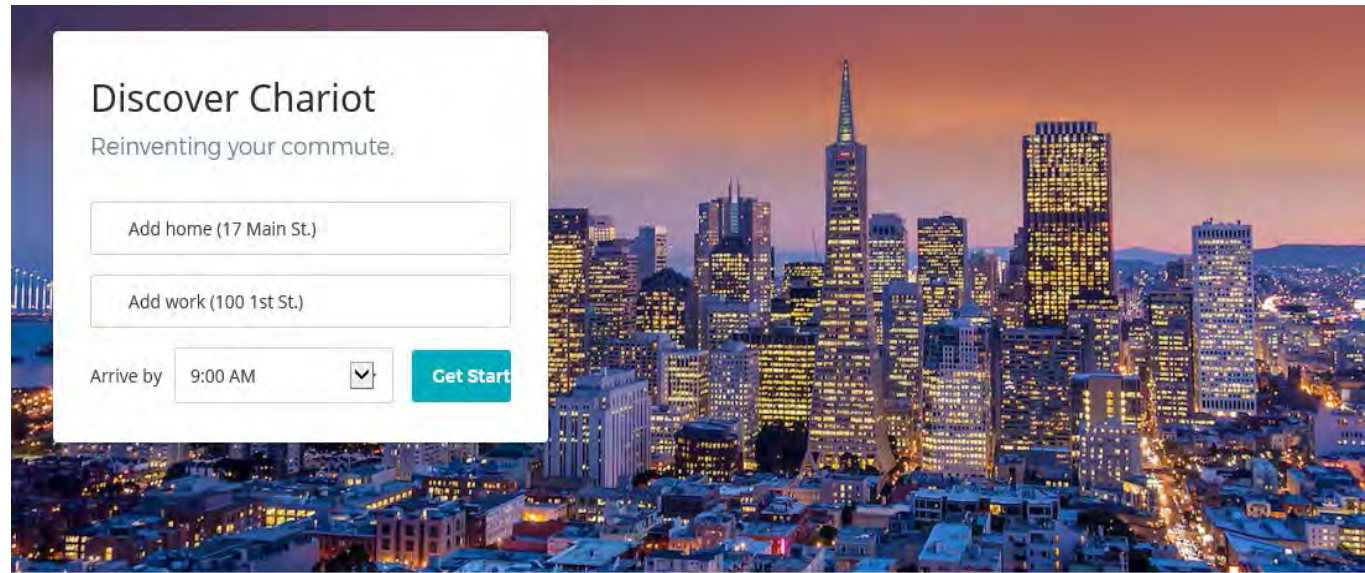 Discover Chariot
Reinventing your commute.
Add home (17 Main St.)
Add work (100 1st St.)
Arrive by 9:00 AM Get Start